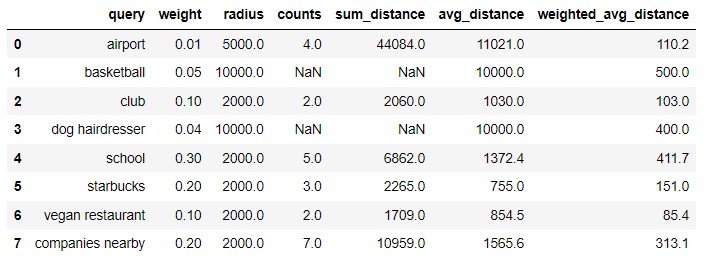 query weight radius counts sum_distance avg_distance weighted_avg_distance
0 airport 0.01 5000.0 4.0 44084.0 11021.0 110.2
1 basketball 0.05 10000.0 NaN NaN 10000.0 500.0
2 club 0.10 2000.0 2.0 2060.0 1030.0 103.0
3 dog hairdresser 0.04 10000.0 NaN NaN 10000.0 400.0
4 school 0.30 2000.0 5.0 6862.0 1372.4 411.7
5 starbucks 0.20 2000.0 3.0 2265.0 755.0 151.0
6 vegan restaurant 0.10 2000.0 2.0 1709.0 854.5 85.4
7 companies nearby 0.20 2000.0 7.0 10959.0 1565.6 313.1